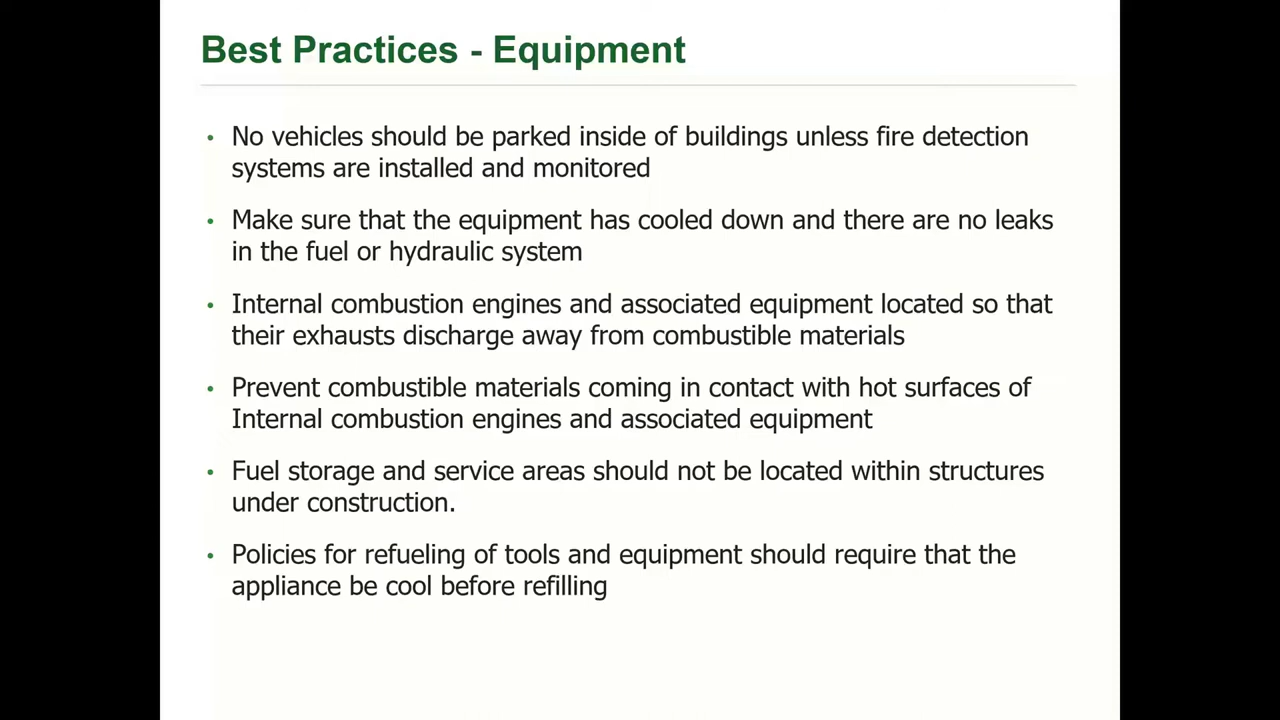 Best Practices - Equipment
• No vehicles should be parked inside of buildings unless fire detection
systems are installed and monitored
• Make sure that the equipment has cooled down and there are no leaks
in the fuel or hydraulic system
• Internal combustion engines and associated equipment located so that
their exhausts discharge away from combustible materials
• Prevent combustible materials coming in contact with hot surfaces of
Internal combustion engines and associated equipment
• Fuel storage and service areas should not be located within structures
under construction.
• Policies for refueling of tools and equipment should require that the
appliance be cool before refilling